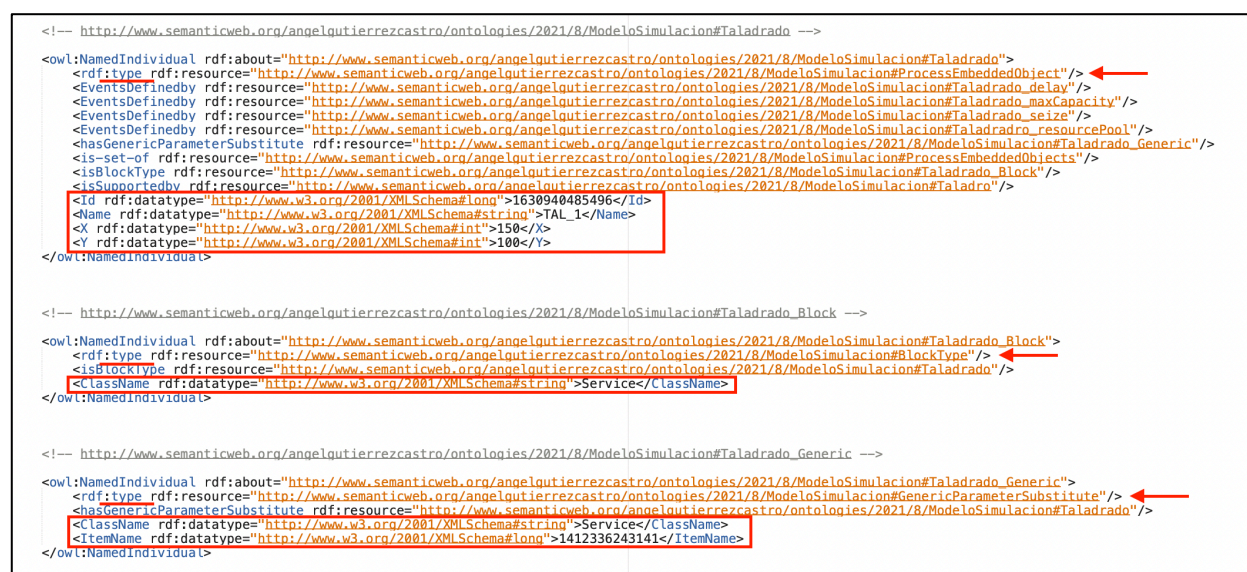 <!-- http://www.semanticweb.org/angelgutierrezcastro/ontologies/2021/8/ModeloSimulacion#Taladrado -->
<owl:NamedIndividual rdf:about="http://www.semanticweb.org/angelgutierrezcastro/ontologies/2021/8/ModeloSimulacion#Taladrado">
<rdf:type rdf:resource="http://www.semanticweb.org/angelgutierrezcastro/ontologies/2021/8/ModeloSimulacion#ProcessEmbeddedObject"/>
<EventsDefinedby rdf:resource="http://www.semanticweb.org/angelgutierrezcastro/ontologies/2021/8/ModeloSimulacion#Taladrado_delay"/>
<EventsDefinedby rdf:resource="http://www.semanticweb.org/angelgutierrezcastro/ontologies/2021/8/ModeloSimulacion#Taladrado_maxCapacity"/>
<EventsDefinedby rdf:resource="http://www.semanticweb.org/angelgutierrezcastro/ontologies/2021/8/ModeloSimulacion#Taladrado_seize"/>
<EventsDefinedby rdf:resource="http://www.semanticweb.org/angelgutierrezcastro/ontologies/2021/8/ModeloSimulacion#Taladradro_resourcePool"/>
<hasGenericParameterSubstitute rdf:resource="http://www.semanticweb.org/angelgutierrezcastro/ontologies/2021/8/ModeloSimulacion#Taladrado_Generic"/>
<is-set-of rdf:resource="http://www.semanticweb.org/angelgutierrezcastro/ontologies/2021/8/ModeloSimulacion#ProcessEmbeddedObjects"/>
<isBlockType rdf:resource="http://www.semanticweb.org/angelgutierrezcastro/ontologies/2021/8/ModeloSimulacion#Taladrado_Block"/>
<isSupportedby rdf:resource="http://www.semanticweb.org/angelgutierrezcastro/ontologies/2021/8/ModeloSimulacion#Taladro"/>
<Id rdf:datatype="http://www.w3.org/2001/XMLSchema#long">1630940485496</Id>
<Name rdf:datatype="http://www.w3.org/2001/XMLSchema#string">TAL_1</Name>
<X rdf:datatype="http://www.w3.org/2001/XMLSchema#int">150</X>
<Y rdf:datatype="http://www.w3.org/2001/XMLSchema#int">100</Y>
</owl:NamedIndividual>
<!-- http://www.semanticweb.org/angelgutierrezcastro/ontologies/2021/8/ModeloSimulacion#Taladrado_Block -->
<owl:NamedIndividual rdf:about="http://www.semanticweb.org/angelgutierrezcastro/ontologies/2021/8/ModeloSimulacion#Taladrado_Block">
<rdf:type rdf:resource="http://www.semanticweb.org/angelgutierrezcastro/ontologies/2021/8/ModeloSimulacion#BlockType"/>
<isBlockType rdf:resource="http://www.semanticweb.org/angelgutierrezcastro/ontologies/2021/8/ModeloSimulacion#Taladrado"/>
<ClassName rdf:datatype="http://www.w3.org/2001/XMLSchema#string">Service</ClassName>
</owl:NamedIndividual>
<!-- http://www.semanticweb.org/angelgutierrezcastro/ontologies/2021/8/ModeloSimulacion#Taladrado_Generic -->
<owl:NamedIndividual rdf:about="http://www.semanticweb.org/angelgutierrezcastro/ontologies/2021/8/ModeloSimulacion#Taladrado_Generic">
<rdf:type rdf:resource="http://www.semanticweb.org/angelgutierrezcastro/ontologies/2021/8/ModeloSimulacion#GenericParameterSubstitute"/>
<hasGenericParameterSubstitute rdf:resource="http://www.semanticweb.org/angelgutierrezcastro/ontologies/2021/8/ModeloSimulacion#Taladrado"/>
<ClassName rdf:datatype="http://www.w3.org/2001/XMLSchema#string">Service</ClassName>
<ItemName rdf:datatype="http://www.w3.org/2001/XMLSchema#long">1412336243141</ItemName>
</owl:NamedIndividual>